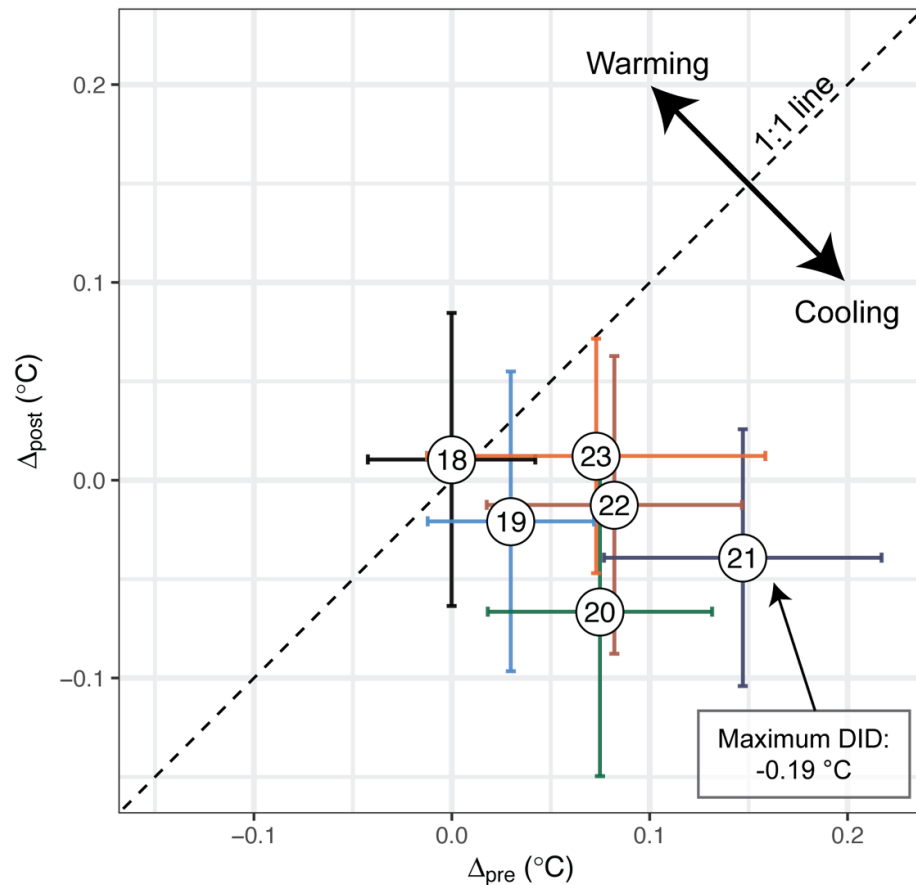 Warming
1:1 line
Cooling
0.2
0.1
0.0
−0.1
Δpost (°C)
18
23
19
22
21
20
Maximum DID:
-0.19 °C
−0.1
0.0
0.1
0.2
Δpre (°C)